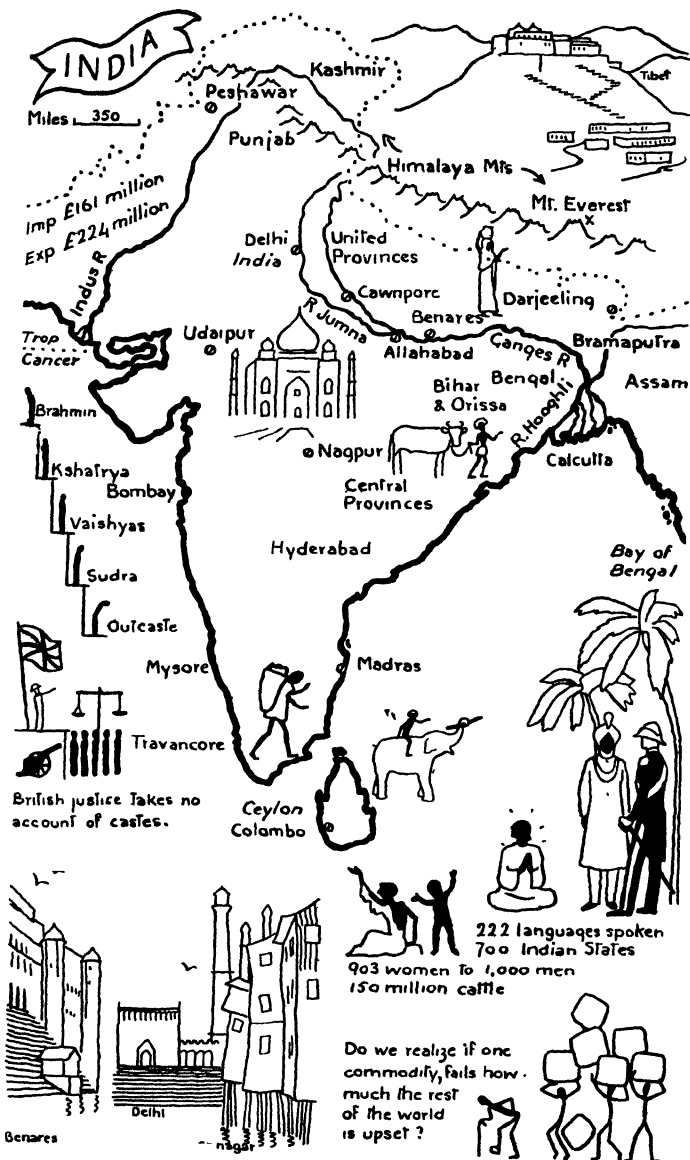 INDIA
Miles 350
Kashmir
Peshawar
Punjab
Tibet
Himalaya Mts
Mt. Everest
x
Imp £161 million
Exp £224 million
Indus R
Delhi
India
United
Provinces
Cawnpore
Darjeeling
R Jumna
Benares
Allahabad
Ganges R
Bramaputra
Trop
Cancer
Udaipur
Bihar
& Orissa
Bengal
Assam
R. Hooghli
Calcutta
Nagpur
Central
Provinces
Brahmin
Kshatrya
Vaishyas
Sudra
Outcaste
Bombay
Hyderabad
Bay of
Bengal
Mysore
Madras
Travancore
British justice takes no
account of castes.
Ceylon
Colombo
222 languages spoken
700 Indian States
903 women to 1,000 men
150 million cattle
Do we realize if one
commodity, fails how
much the rest
of the world
is upset ?
Benares
Delhi
nagar